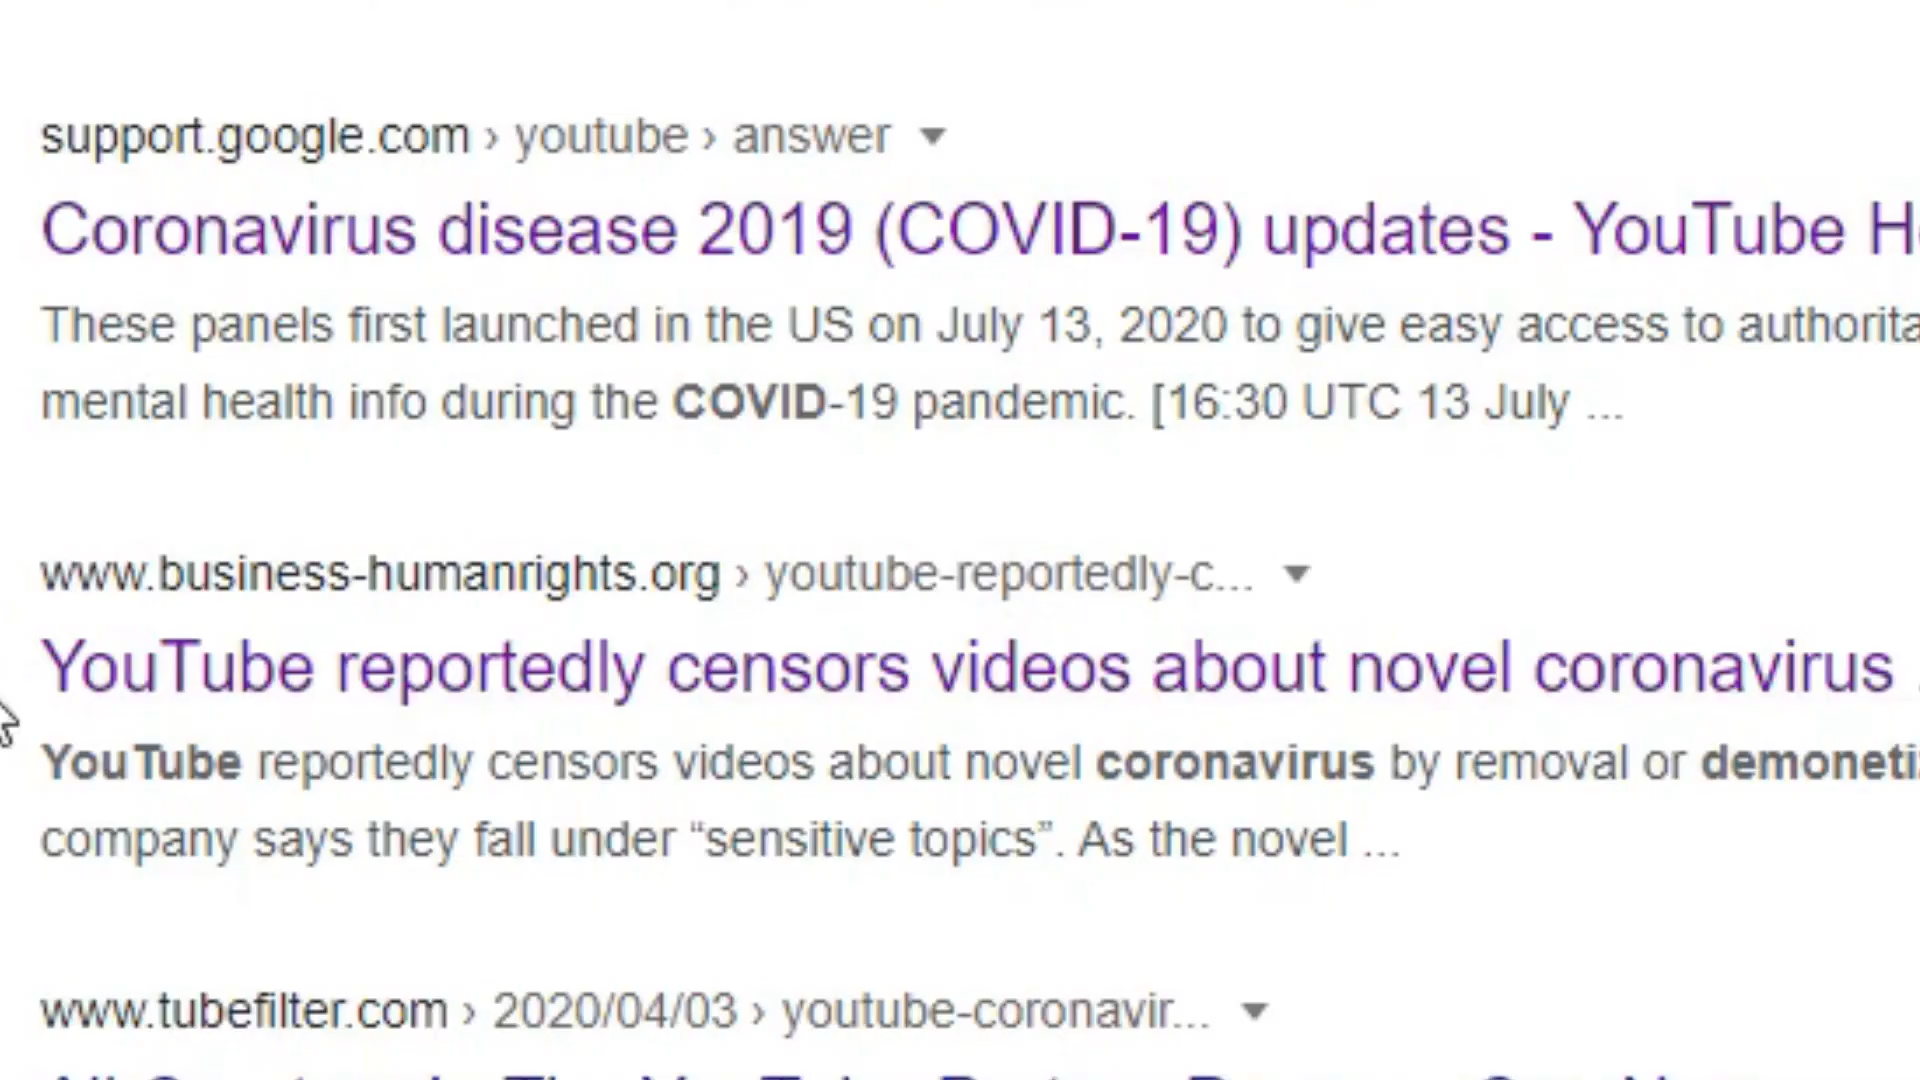 support.google.com › youtube › answer
Coronavirus disease 2019 (COVID-19) updates - YouTube
These panels first launched in the US on July 13, 2020 to give easy access to
mental health info during the COVID-19 pandemic. [16:30 UTC 13 July ...
www.business-humanrights.org › youtube-reportedly-c...
YouTube reportedly censors videos about novel coronavirus
YouTube reportedly censors videos about novel coronavirus by removal or
company says they fall under “sensitive topics”. As the novel ...
www.tubefilter.com › 2020/04/03 › youtube-coronavir...